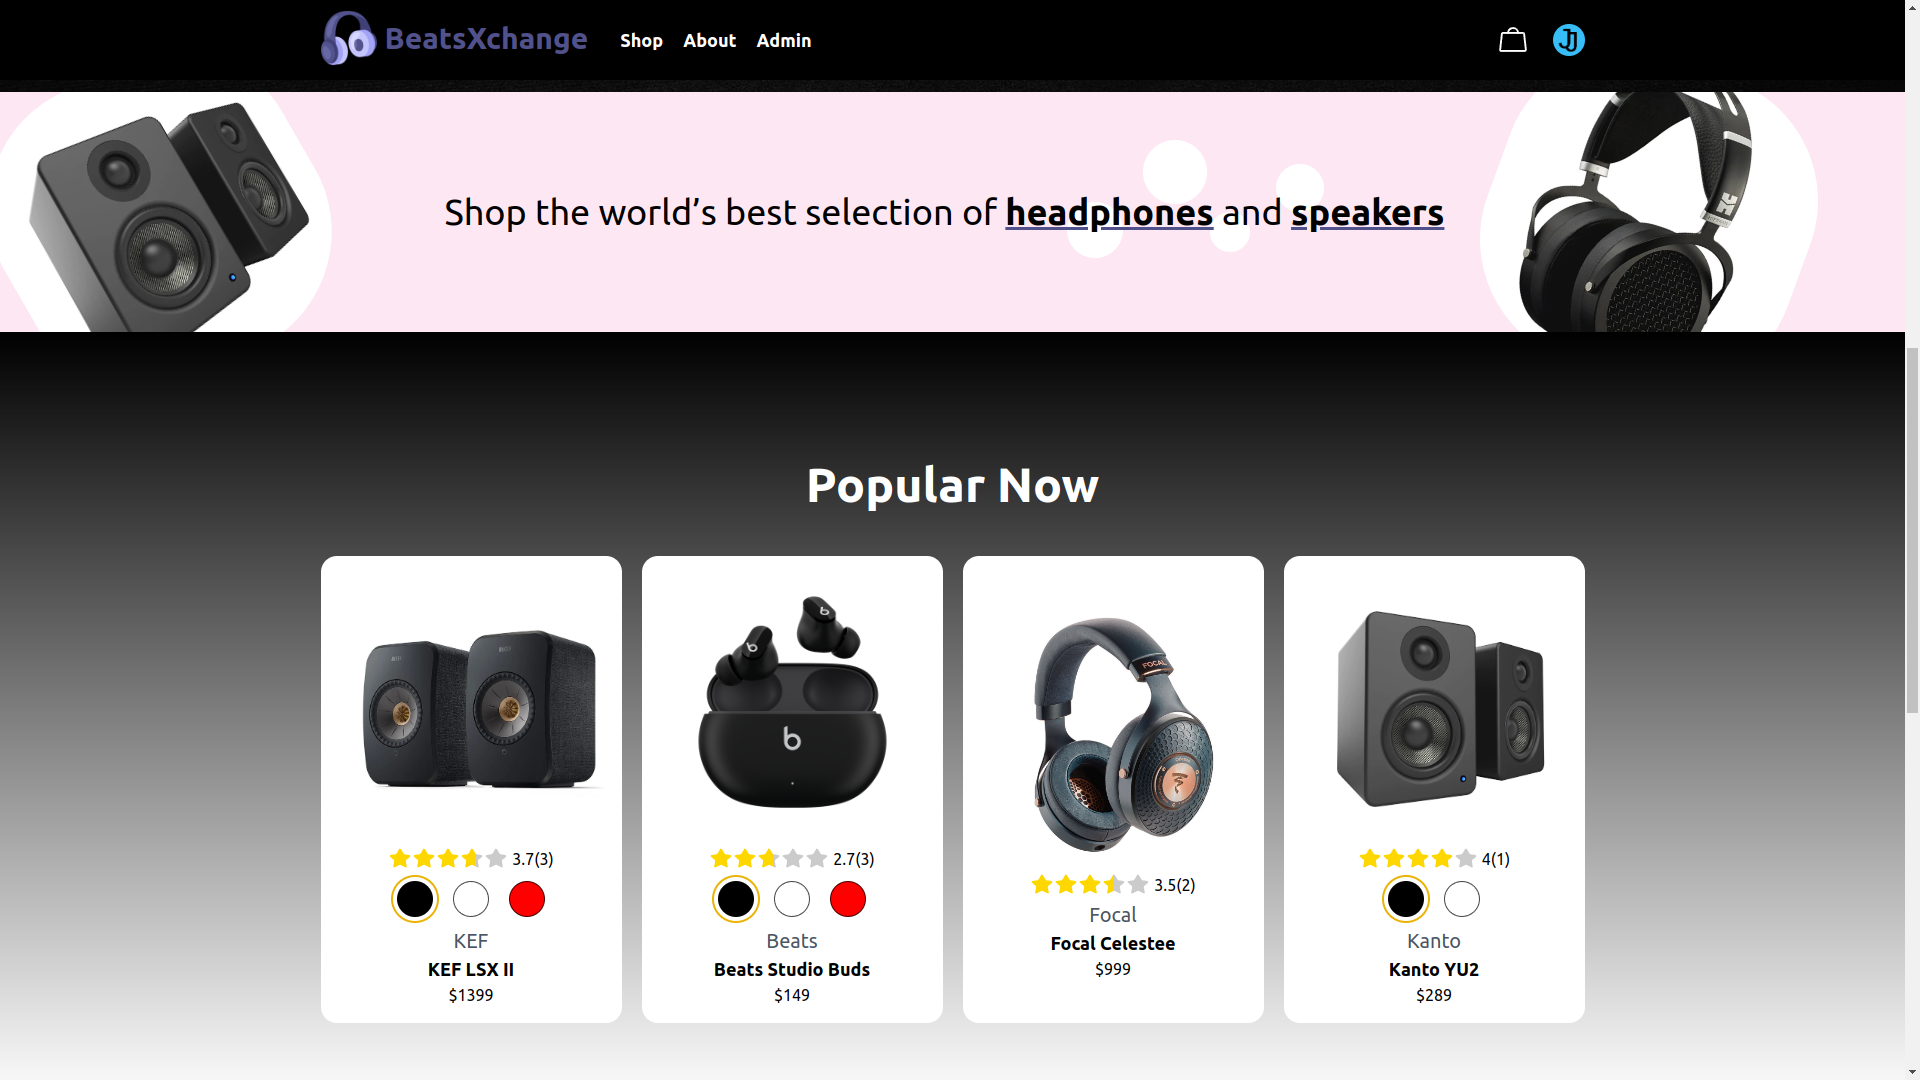 BeatsXchange
Shop About Admin
JJ
Shop the world’s best selection of headphones and speakers
Popular Now
3.7(3)
KEF
KEF LSX II
$1399
b
b
b
2.7(3)
Beats
Beats Studio Buds
$149
FOCAL
3.5(2)
Focal
Focal Celestee
$999
4(1)
Kanto
Kanto YU2
$289